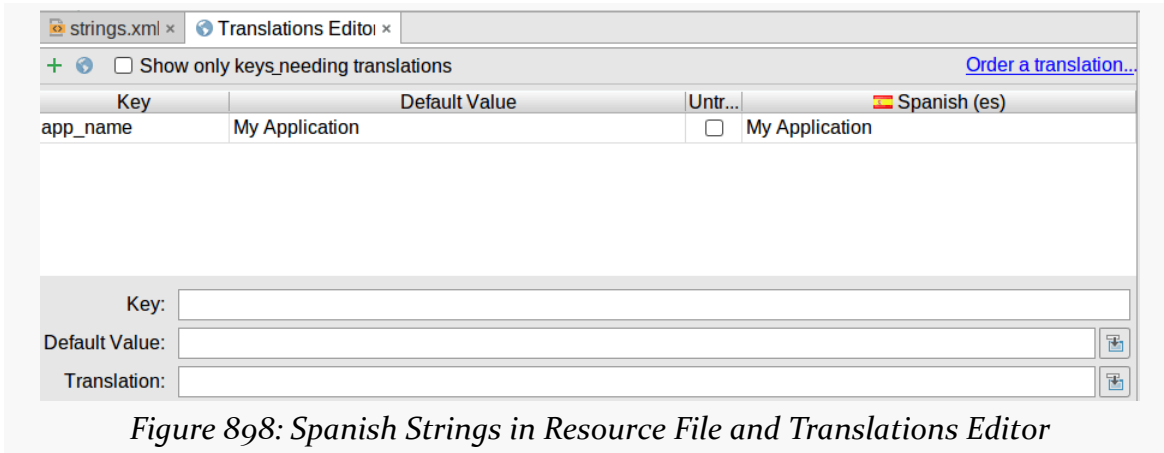 strings.xml × Translations Editor ×
Show only keys needing translations Order a translation...
Key Default Value Untr... Spanish (es)
app_name My Application My Application
Key:
Default Value:
Translation:
Figure 898: Spanish Strings in Resource File and Translations Editor